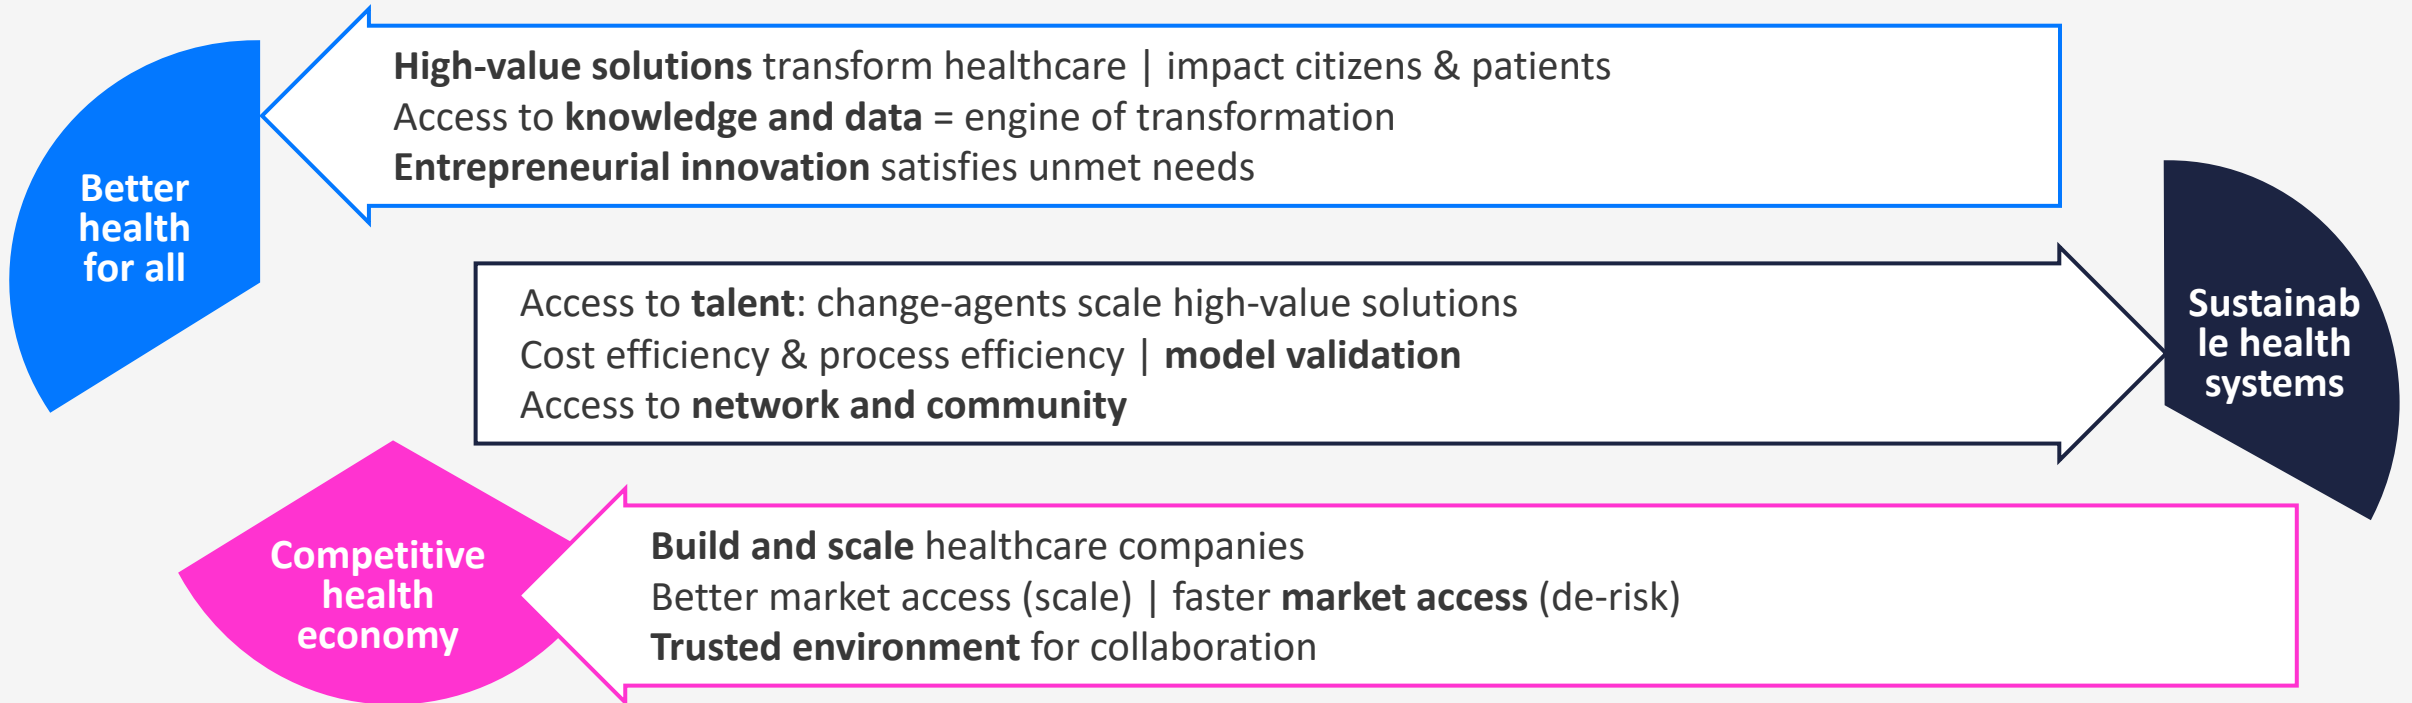 Better
health
for all
High-value solutions transform healthcare | impact citizens & patients
Access to knowledge and data = engine of transformation
Entrepreneurial innovation satisfies unmet needs
Access to talent: change-agents scale high-value solutions
Cost efficiency & process efficiency | model validation
Access to network and community
Sustainab
le health
systems
Competitive
health
economy
Build and scale healthcare companies
Better market access (scale) | faster market access (de-risk)
Trusted environment for collaboration